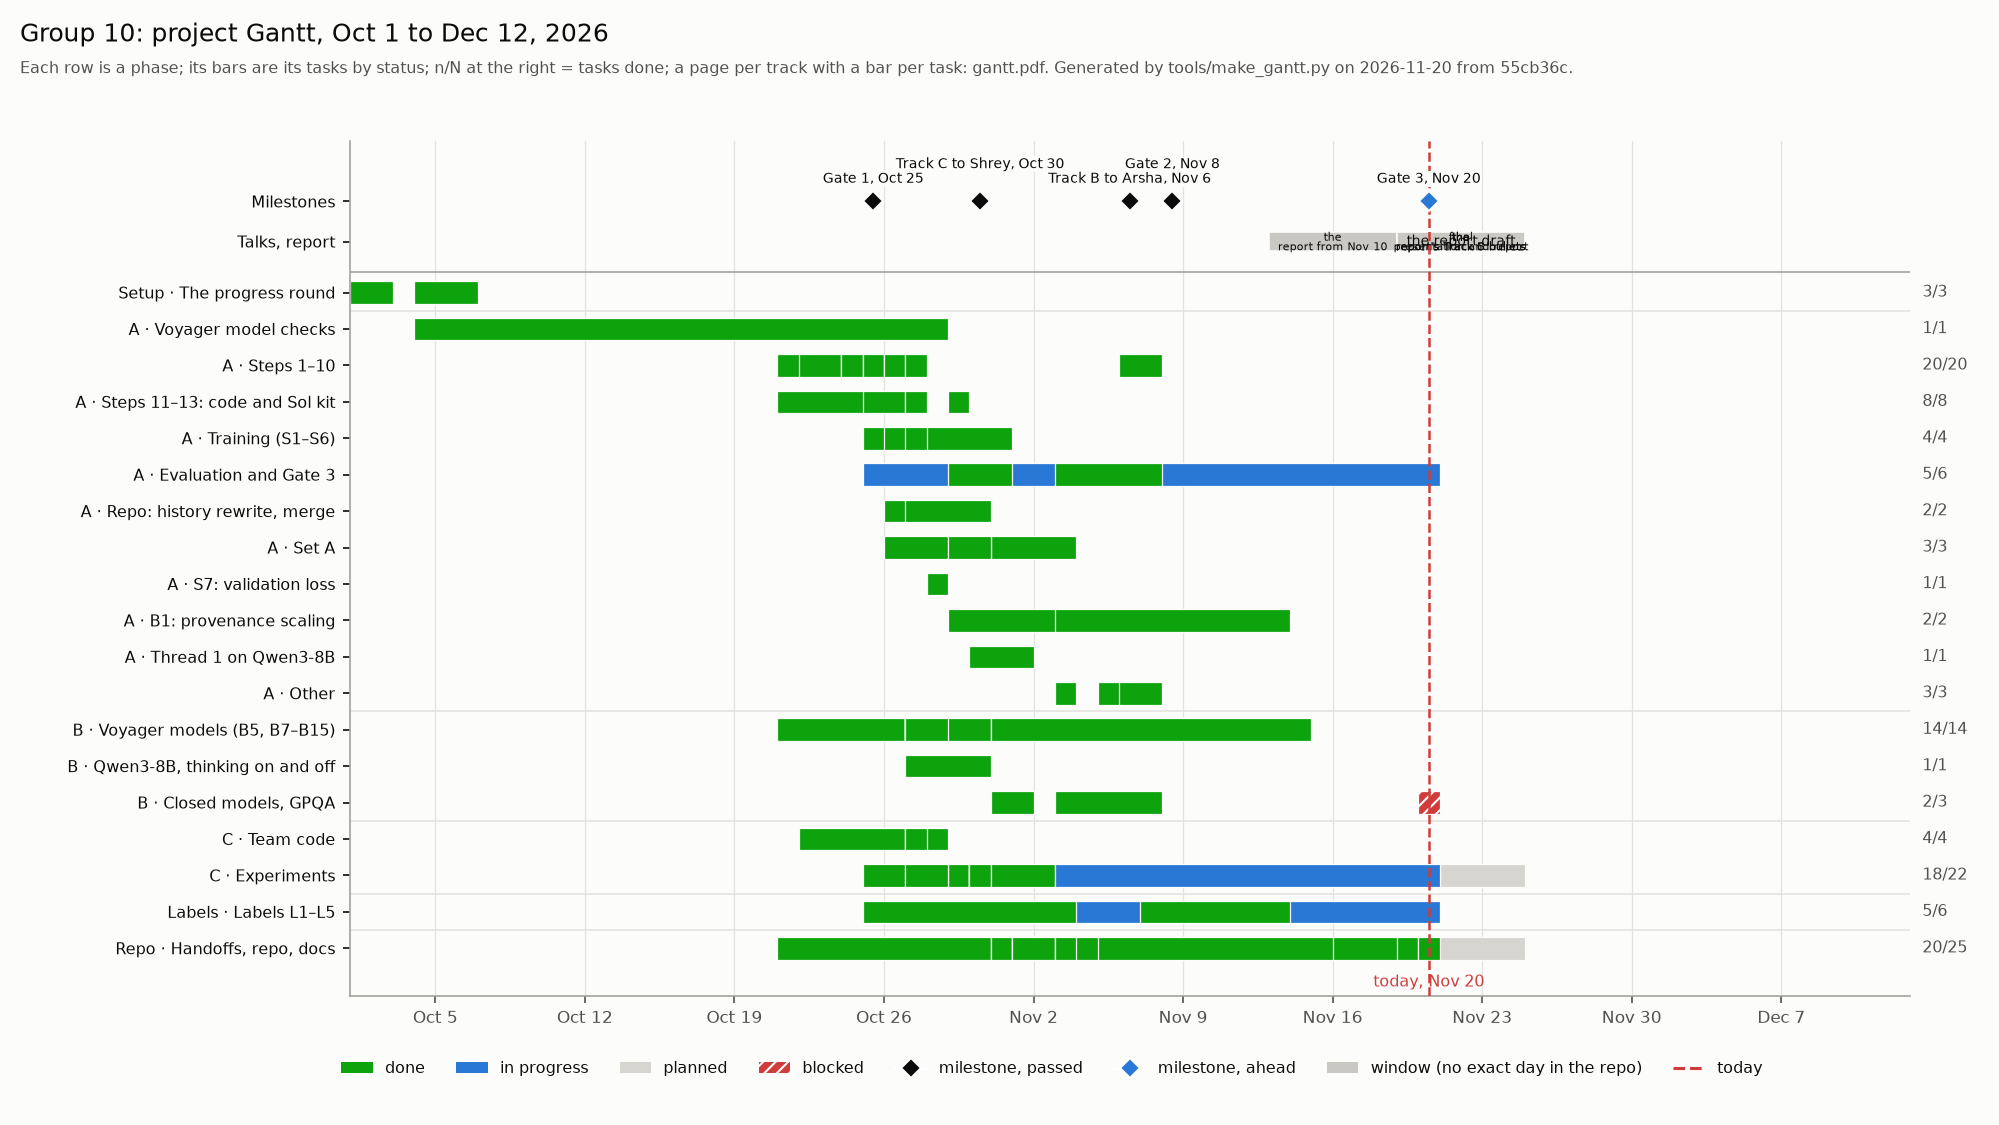 Group 10: project Gantt, Oct 1 to Dec 12, 2026
Each row is a phase; its bars are its tasks by status; n/N at the right = tasks done; a page per track with a bar per task: gantt.pdf. Generated by tools/make_gantt.py on 2026-11-20 from 55cb36c.
Track C to Shrey, Oct 30
Gate 2, Nov 8
Gate 1, Oct 25
Track B to Arsha, Nov 6
Gate 3, Nov 20
Milestones
Talks, report
the
report from Nov 10
the report draft
Setup · The progress round
3/3
A · Voyager model checks
1/1
A · Steps 1–10
20/20
A · Steps 11–13: code and Sol kit
8/8
A · Training (S1–S6)
4/4
A · Evaluation and Gate 3
5/6
A · Repo: history rewrite, merge
2/2
A · Set A
3/3
A · S7: validation loss
1/1
A · B1: provenance scaling
2/2
A · Thread 1 on Qwen3-8B
1/1
A · Other
3/3
B · Voyager models (B5, B7–B15)
14/14
B · Qwen3-8B, thinking on and off
1/1
B · Closed models, GPQA
2/3
C · Team code
4/4
C · Experiments
18/22
Labels · Labels L1–L5
5/6
Repo · Handoffs, repo, docs
20/25
today, Nov 20
Oct 5
Oct 12
Oct 19
Oct 26
Nov 2
Nov 9
Nov 16
Nov 23
Nov 30
Dec 7
done
in progress
planned
blocked
milestone, passed
milestone, ahead
window (no exact day in the repo)
today